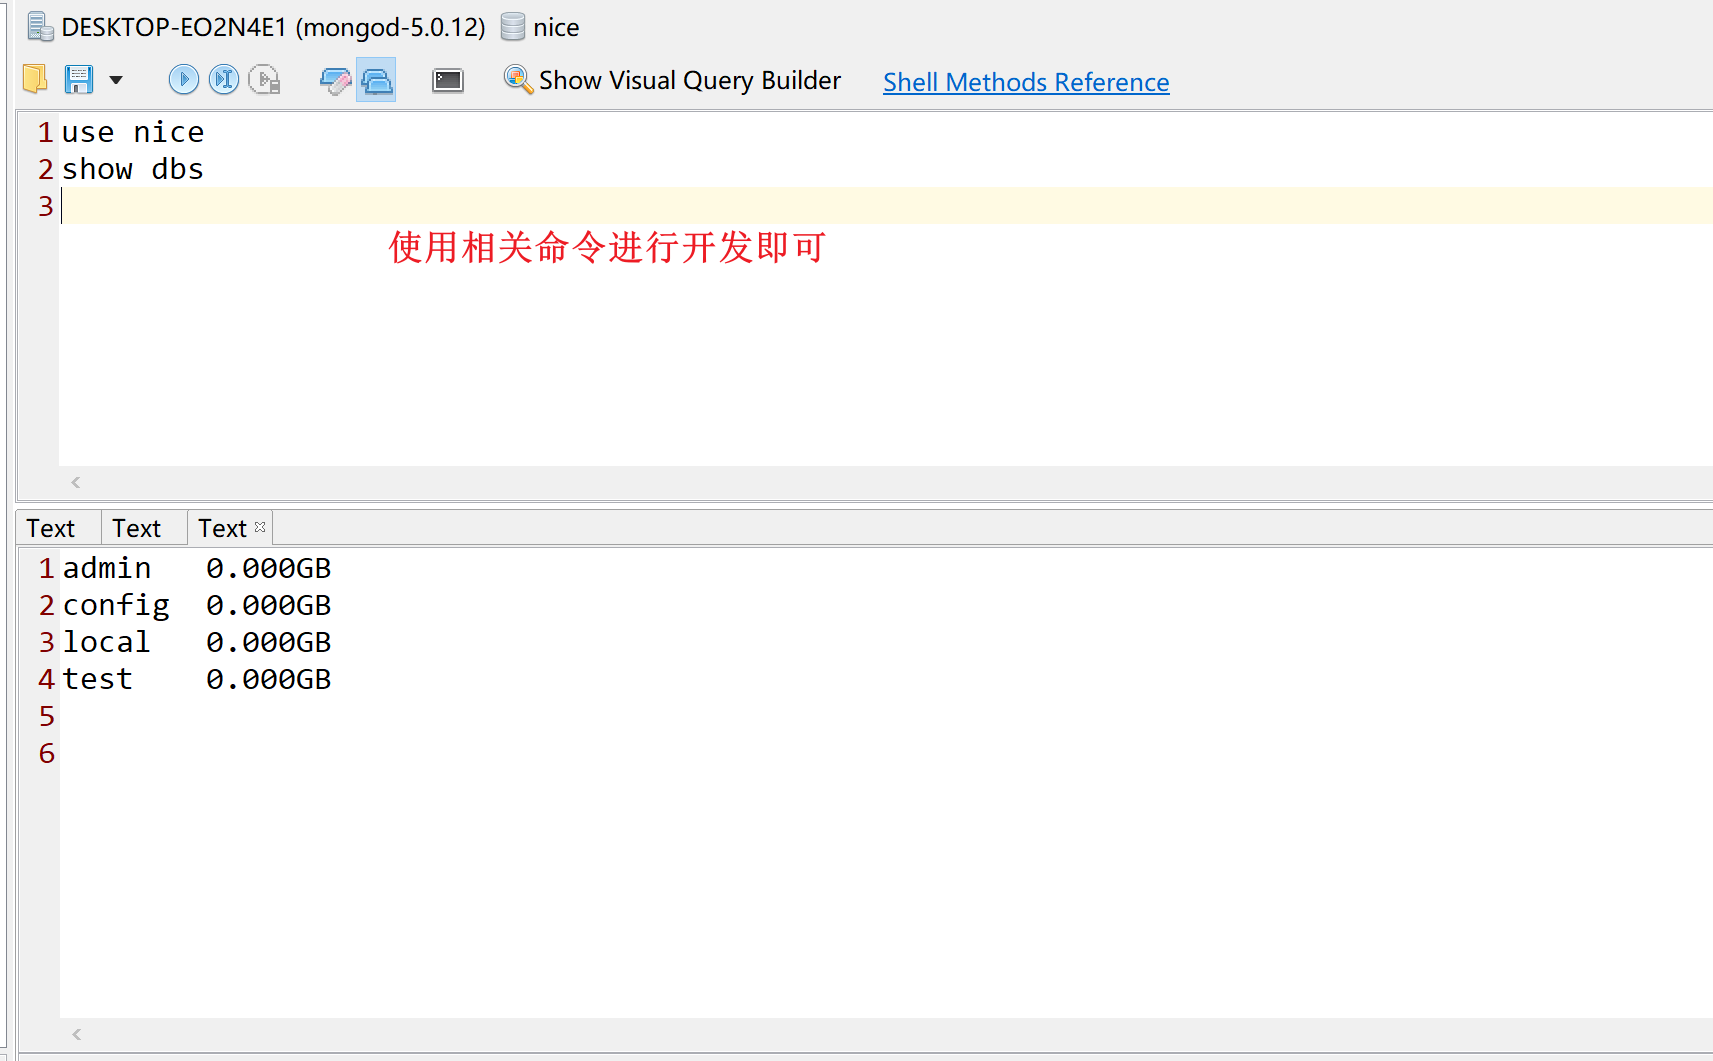 DESKTOP-EO2N4E1 (mongod-5.0.12) nice
Show Visual Query Builder Shell Methods Reference
1 use nice
2 show dbs
3
使用相关命令进行开发即可
Text Text Text
1 admin 0.000GB
2 config 0.000GB
3 local 0.000GB
4 test 0.000GB
5
6